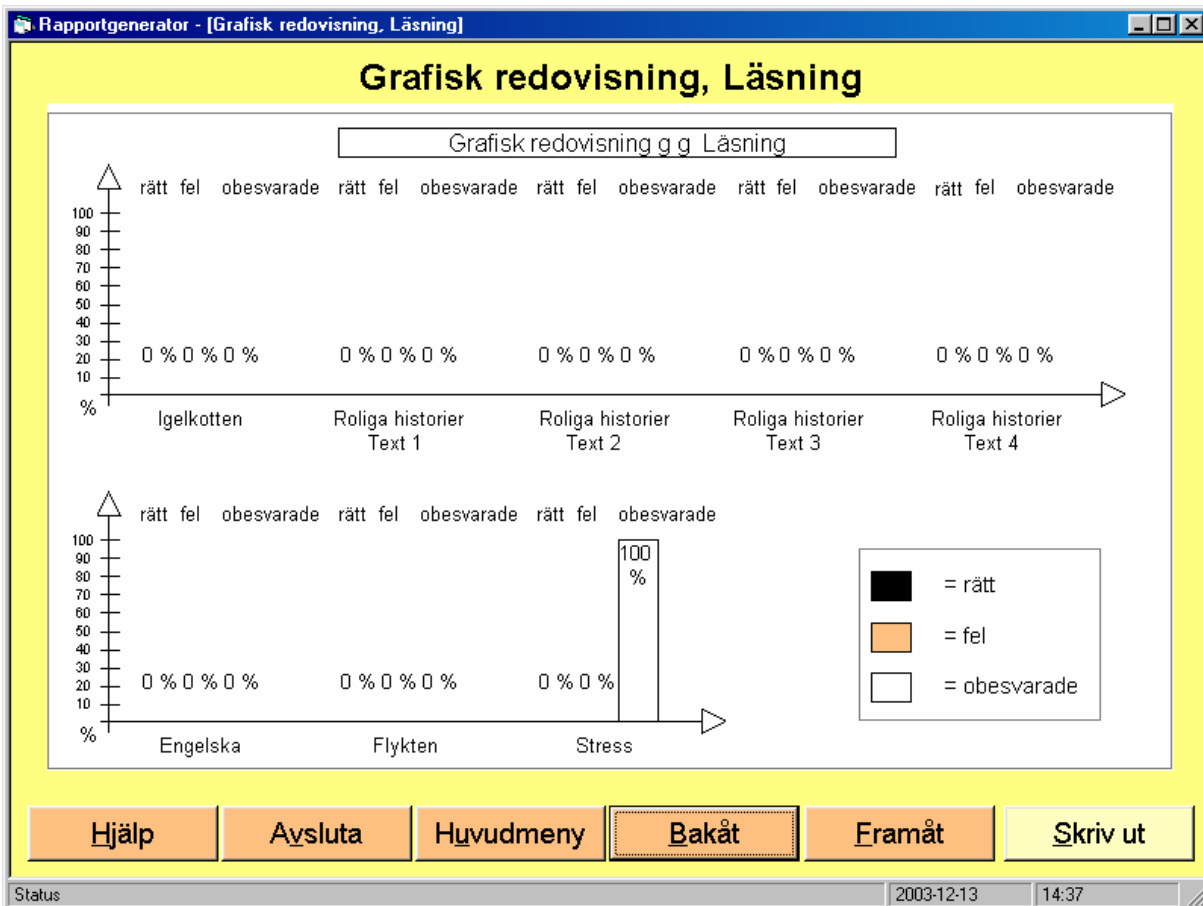 Rapportgenerator - [Grafisk redovisning, Läsning]
Grafisk redovisning, Läsning
Grafisk redovisning g g Läsning
rätt fel obesvarade rätt fel obesvarade rätt fel obesvarade rätt fel obesvarade rätt fel obesvarade
100
90
80
70
60
50
40
30
20 0 % 0 % 0 % 0 % 0 % 0 % 0 % 0 % 0 % 0 % 0 % 0 % 0 % 0 % 0 %
10
%
Igelkotten Roliga historier Roliga historier Roliga historier Roliga historier
Text 1 Text 2 Text 3 Text 4
rätt fel obesvarade rätt fel obesvarade rätt fel obesvarade
100 100
90
80 %
70
60
50
40
30
20 0 % 0 % 0 % 0 % 0 % 0 % 0 % 0 %
10
%
Engelska Flykten Stress
= rätt
= fel
= obesvarade
Hjälp Avsluta Huvudmeny Bakåt Framåt Skriv ut
Status 2003-12-13 14:37